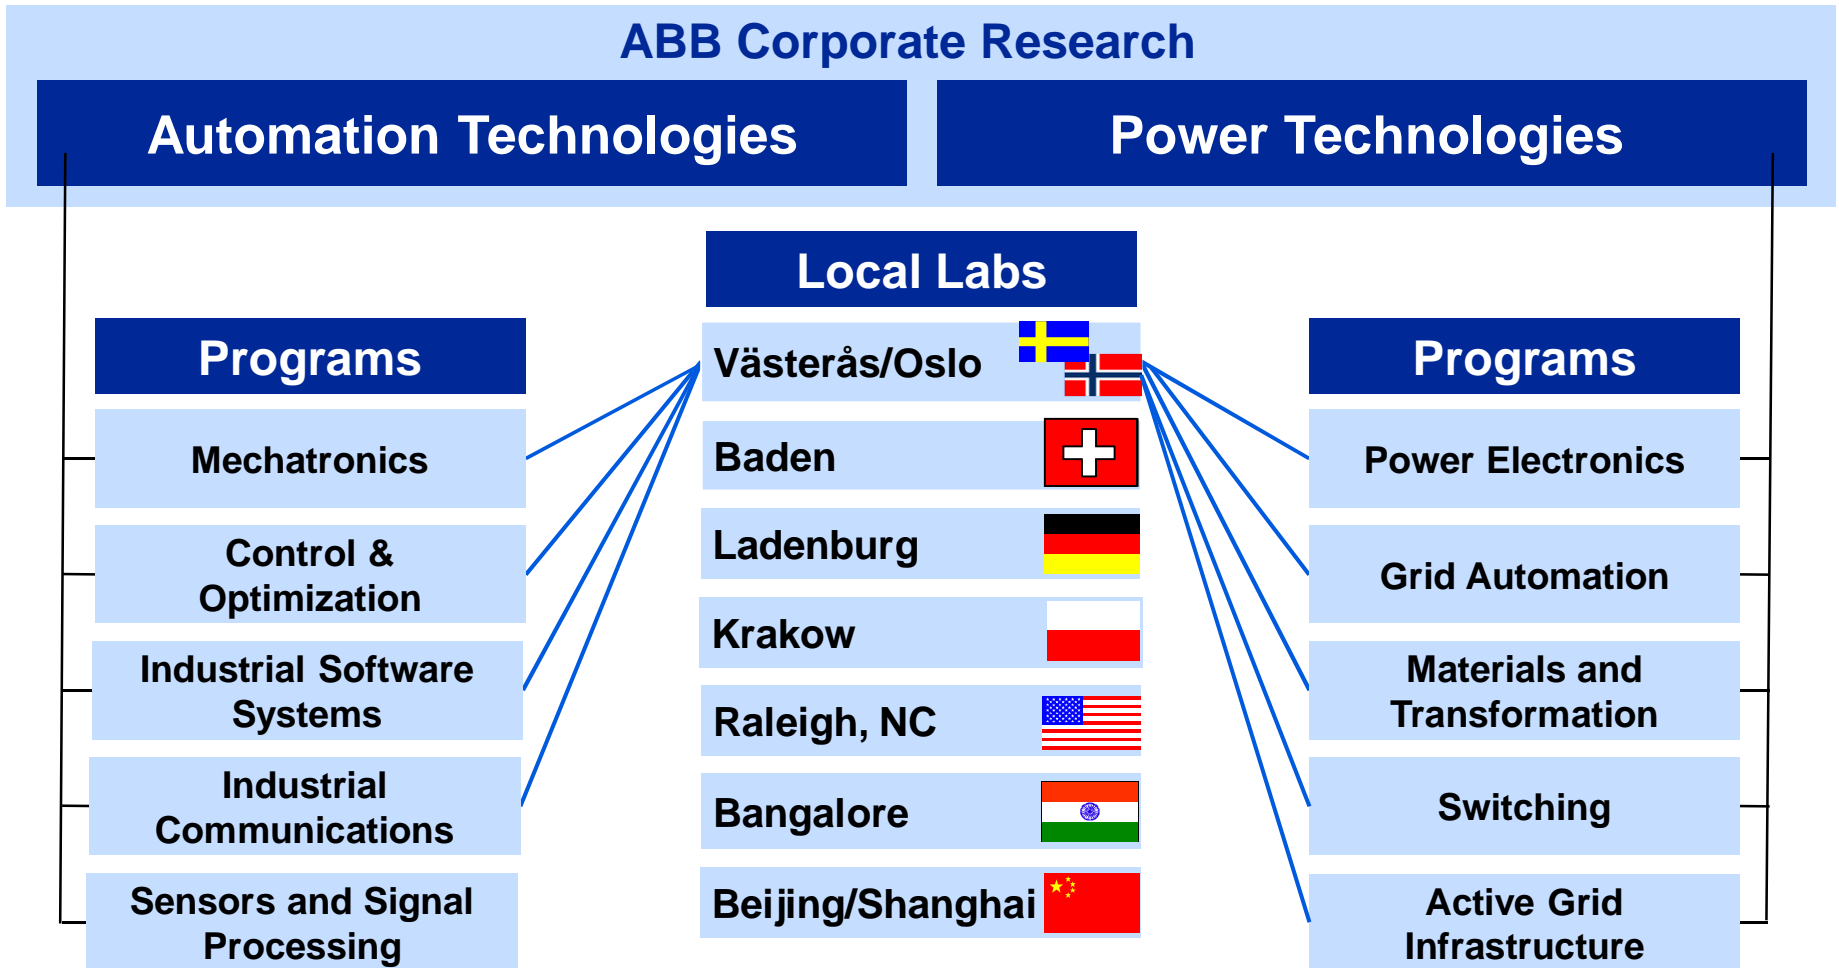 ABB Corporate Research
Automation Technologies
Power Technologies
Local Labs
Programs
Mechatronics
Control &
Optimization
Industrial Software
Systems
Industrial
Communications
Sensors and Signal
Processing
Västerås/Oslo
Baden
Ladenburg
Krakow
Raleigh, NC
Bangalore
Beijing/Shanghai
Programs
Power Electronics
Grid Automation
Materials and
Transformation
Switching
Active Grid
Infrastructure